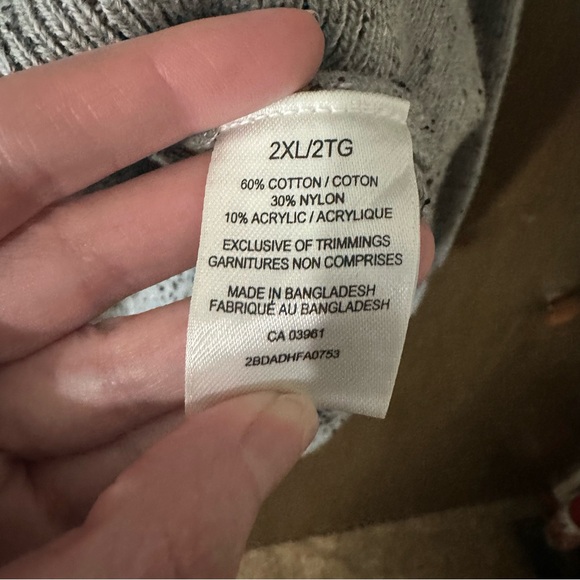 2XL/2TG
60% COTTON / COTON
30% NYLON
10% ACRYLIC / ACRYLIQUE
EXCLUSIVE OF TRIMMINGS
GARNITURES NON COMPRISES
MADE IN BANGLADESH
FABRIQUÉ AU BANGLADESH
CA 03961
2BDADHFA0753